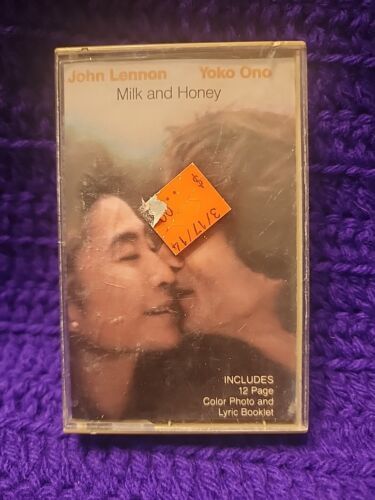 John Lennon Yoko Ono
Milk and Honey
$
3/17/14
INCLUDES
12 Page
Color Photo and
Lyric Booklet